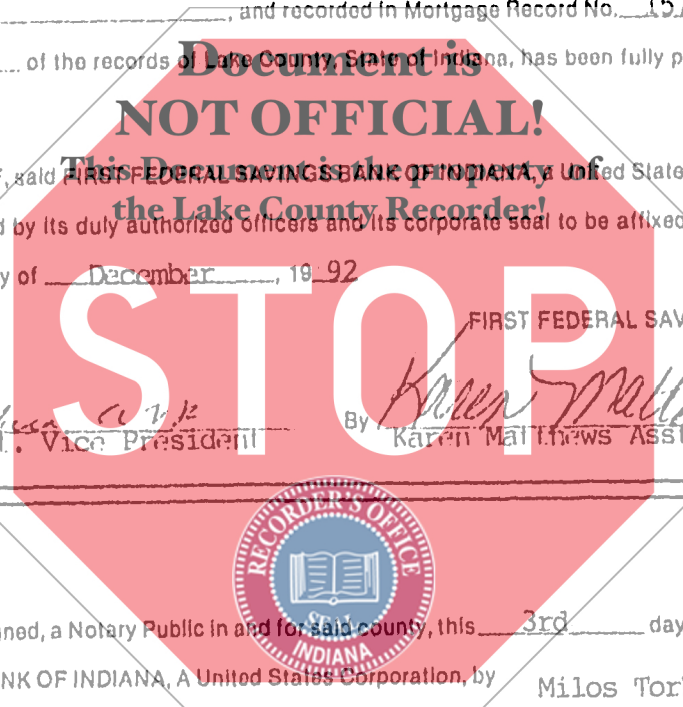 , and recorded in Mortgage Record No. 15
of the records of Lake County, State of Indiana, has been fully p
Document is
NOT OFFICIAL!
, said FIRST FEDERAL SAVINGS BANK OF INDIANA, a United State
This Document is the property of
d by its duly authorized officers and its corporate seal to be affixed
the Lake County Recorder!
y of December, 19 92
STOP
FIRST FEDERAL SAV
By Karen Matt
. Vice President
Karen Matthews Asst
RECORDER'S OFFICE
SEAL
INDIANA
ned, a Notary Public in and for said county, this 3rd day
NK OF INDIANA, A United States Corporation, by Milos Tor